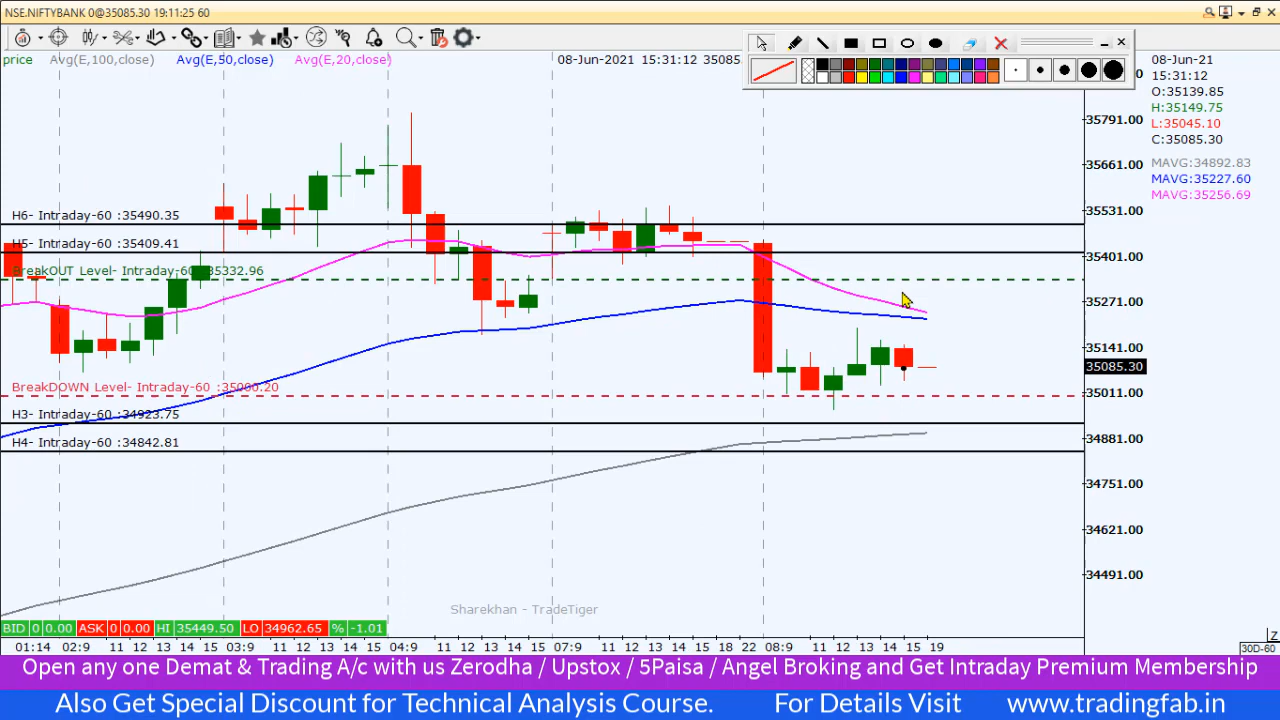 NSE.NIFTYBANK 0@35085.30 19:11:25 60
price Avg(E,100,close) Avg(E,50,close) Avg(E,20,close) 08-Jun-2021 15:31:12 35085
08-Jun-21
15:31:12
O:35139.85
H:35149.75
L:35045.10
C:35085.30
MAVG:34892.83
MAVG:35227.60
MAVG:35256.69
35791.00
35661.00
35531.00
35401.00
35271.00
35141.00
35085.30
35011.00
34881.00
34751.00
34621.00
34491.00
H6- Intraday-60 :35490.35
H5- Intraday-60 :35409.41
BreakOUT Level- Intraday-60 :35332.96
BreakDOWN Level- Intraday-60 :35000.20
H3- Intraday-60 :34923.75
H4- Intraday-60 :34842.81
Sharekhan - TradeTiger
BID 0 0.00 ASK 0 0.00 HI 35449.50 LO 34962.65 % -1.01
01:14 02:9 11 12 13 14 15 03:9 11 12 13 14 15 04:9 11 12 13 14 15 07:9 11 12 13 14 15 18 22 08:9 11 12 13 14 15 19
30D-60
Open any one Demat & Trading A/c with us Zerodha / Upstox / 5Paisa / Angel Broking and Get Intraday Premium Membership
Also Get Special Discount for Technical Analysis Course. For Details Visit www.tradingfab.in